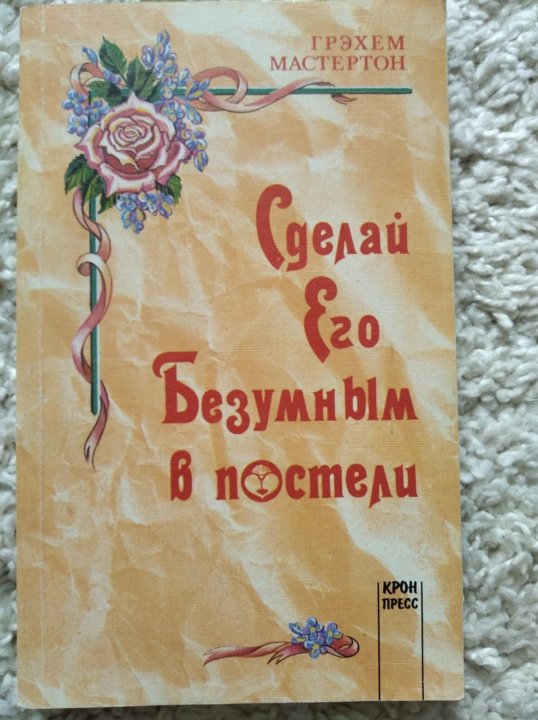 ГРЭХЕМ
МАСТЕРТОН
Сделай
Его
Безумным
в постели
КРОН
ПРЕСС